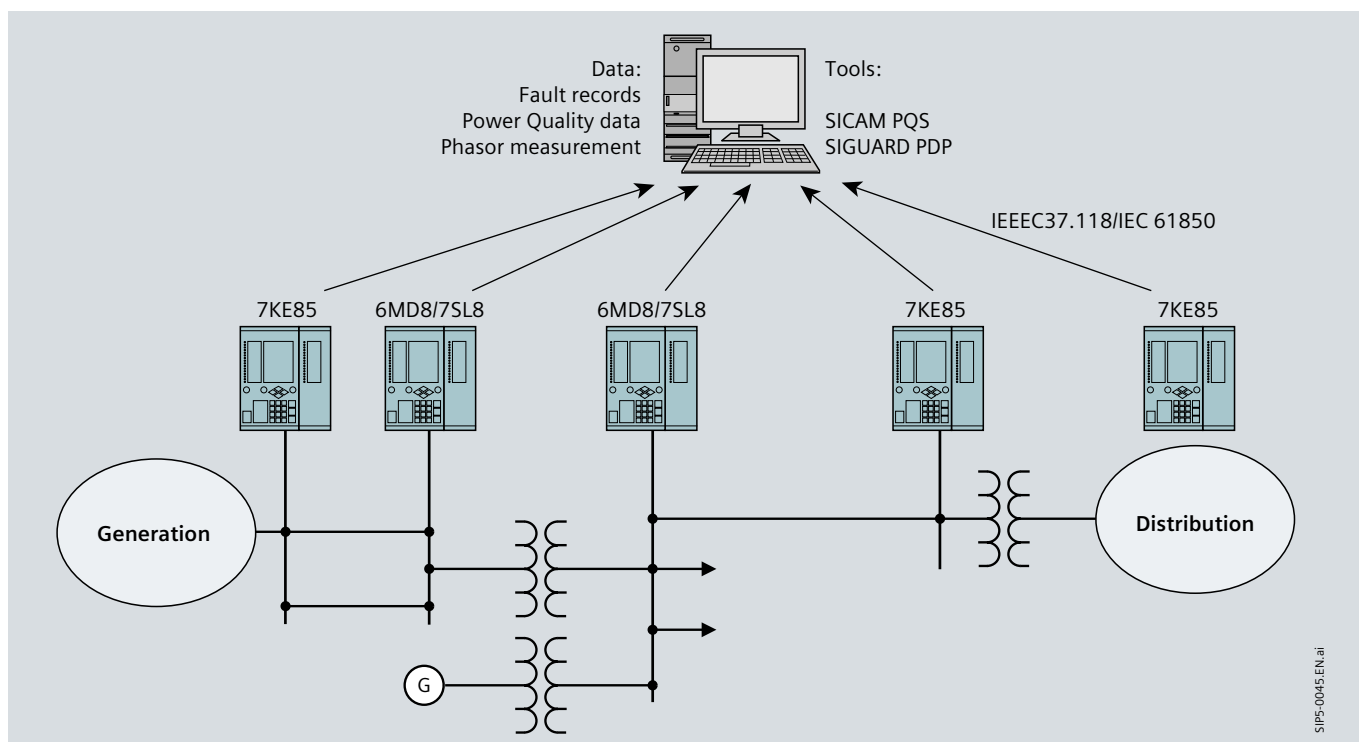 Data:
Fault records
Power Quality data
Phasor measurement
Tools:
SICAM PQS
SIGUARD PDP
IEEEC37.118/IEC 61850
7KE85
6MD8/7SL8
6MD8/7SL8
7KE85
7KE85
Generation
Distribution
G
SIP5-0045.EN.ai